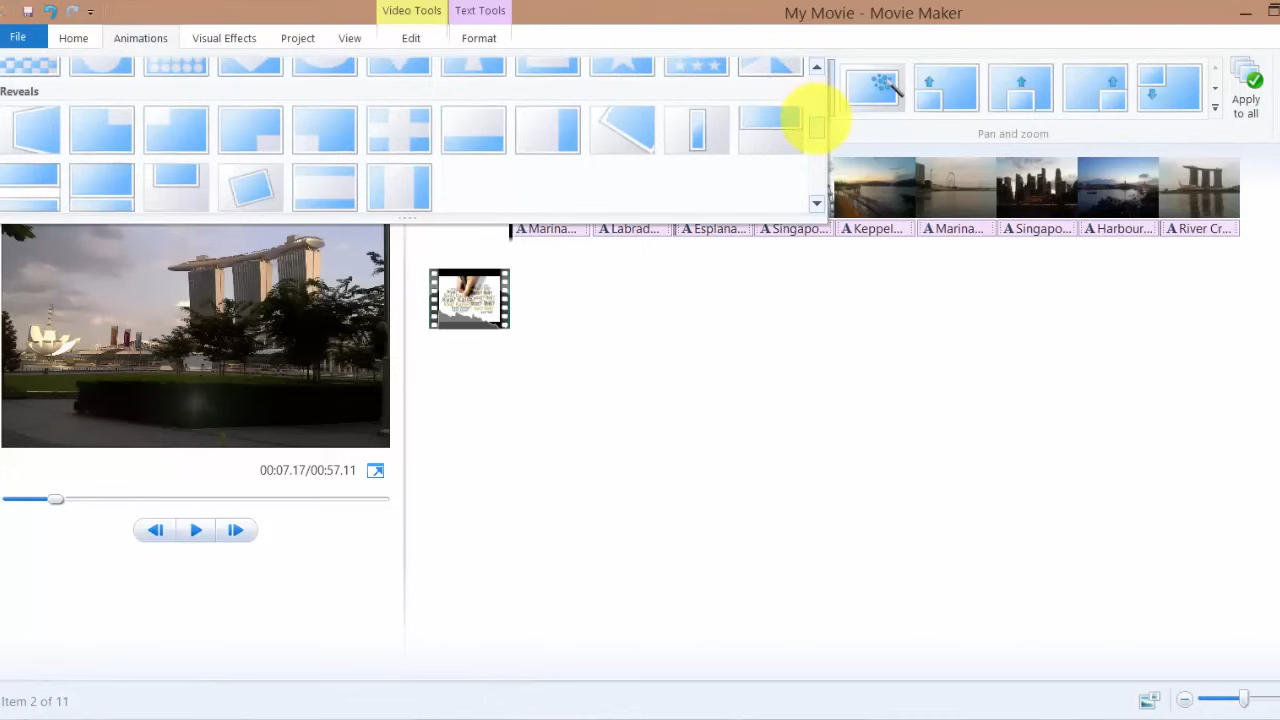 Video Tools
Text Tools
My Movie - Movie Maker
File
Home
Animations
Visual Effects
Project
View
Edit
Format
Reveals
Apply
to all
Pan and zoom
A Marina...
A Labrad...
A Esplana...
A Singapo...
A Keppel...
A Marina...
A Singapo...
A Harbour...
A River Cr...
00:07.17/00:57.11
Item 2 of 11